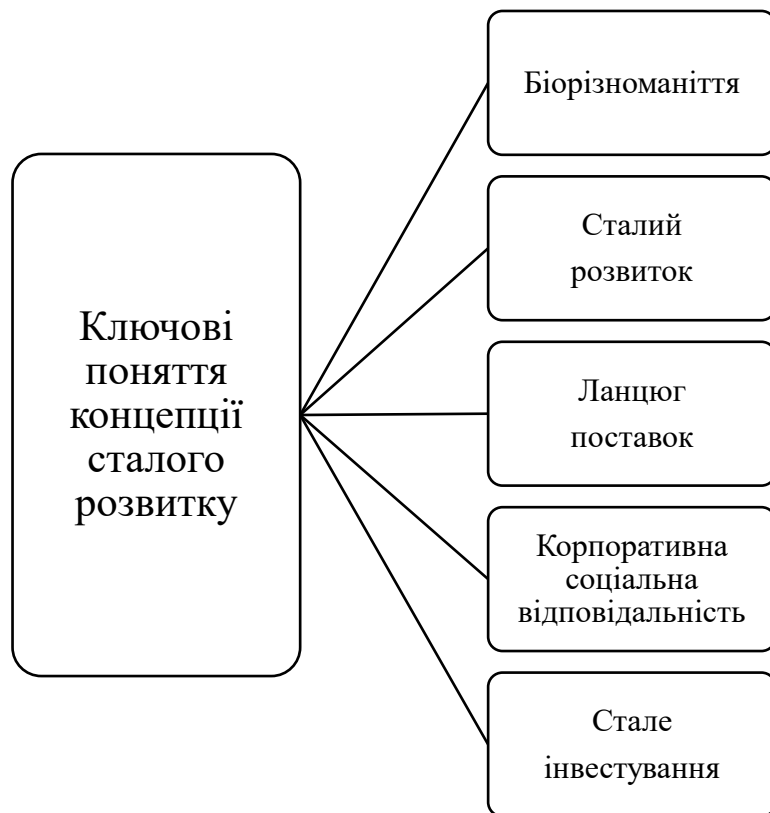 Ключові
поняття
концепції
сталого
розвитку
Біорізноманіття
Сталий
розвиток
Ланцюг
поставок
Корпоративна
соціальна
відповідальність
Стале
інвестування